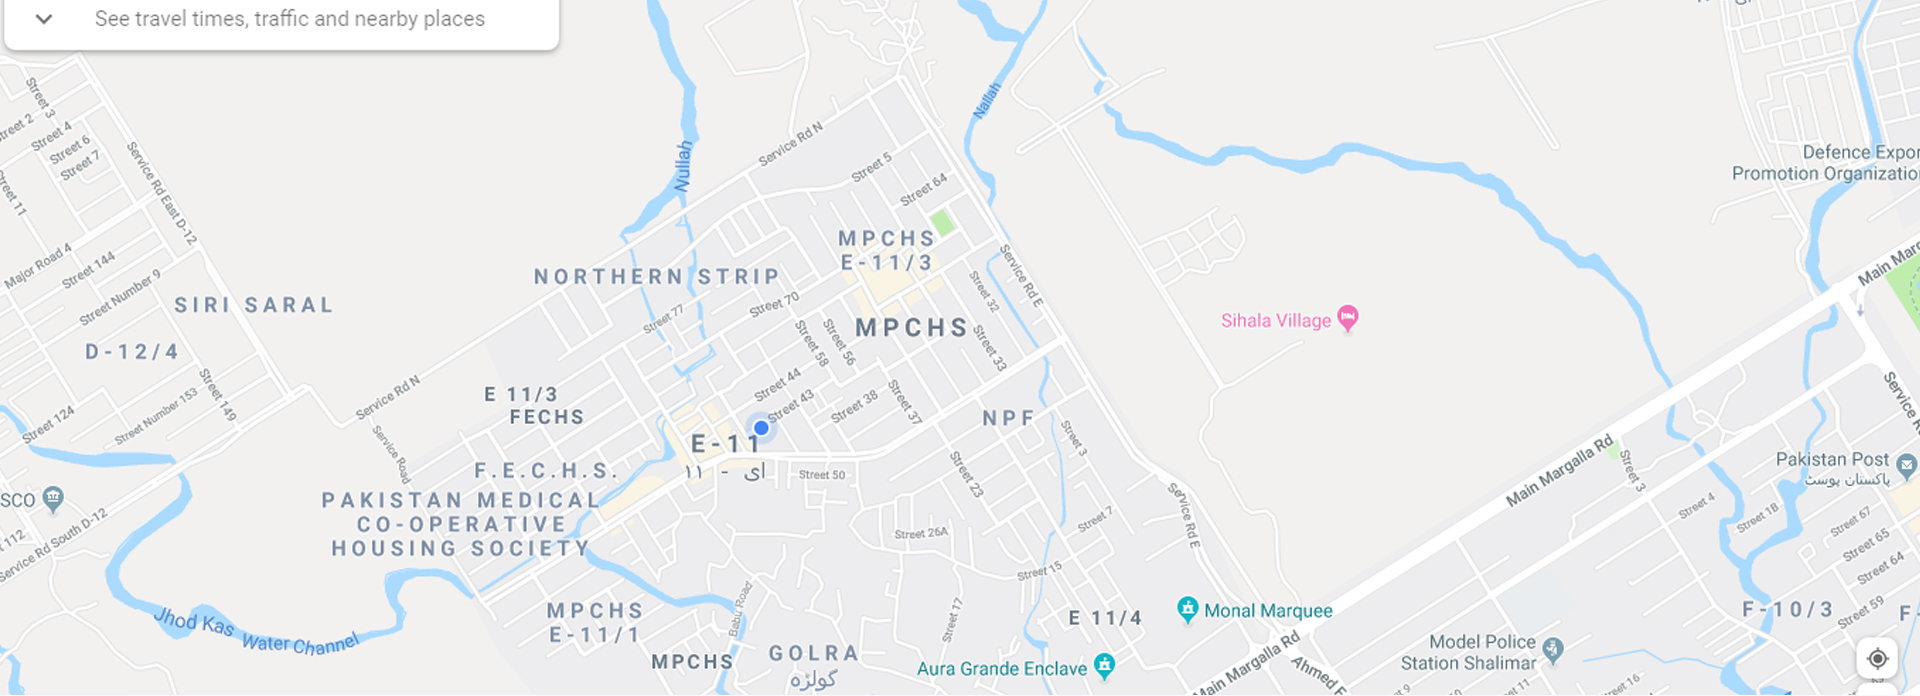 See travel times, traffic and nearby places
Street 3
Street 2
Street 4
Street 6
Street 7
Street 11
Service Rd East D-12
Major Road 4
Street 144
Street Number 9
SIRI SARAL
D-12/4
Street 149
Street Number 153
Street 124
SCO
112
Service Rd South D-12
Jhod Kas Water Channel
Service Rd N
Service Road
Nullah
Nallah
Service Rd N
Street 5
Street 64
MPCHS
E-11/3
NORTHERN STRIP
Street 77
Street 70
MPCHS
Street 32
Service Rd E
Street 33
Street 58
Street 56
Street 44
Street 43
Street 38
Street 37
E 11/3
FECHS
E-11
ای - ۱۱
NPF
F.E.C.H.S.
PAKISTAN MEDICAL
CO-OPERATIVE
HOUSING SOCIETY
Street 50
Street 23
Street 3
Street 26A
Street 7
Street 15
Street 17
Service Rd E
MPCHS
E-11/1
MPCHS
Babu Road
GOLRA
گولڑہ
E 11/4
Monal Marquee
Aura Grande Enclave
Sihala Village
Defence Expor
Promotion Organizatio
Main Marg
Service R
Main Margalla Rd
Street 3
Pakistan Post
پاکستان پوسٹ
Street 4
Street 18
Street 67
Street 65
Street 64
Street 59
F-10/3
F
Model Police
Station Shalimar
Main Margalla Rd
Ahmed F
Street 11
Street 16